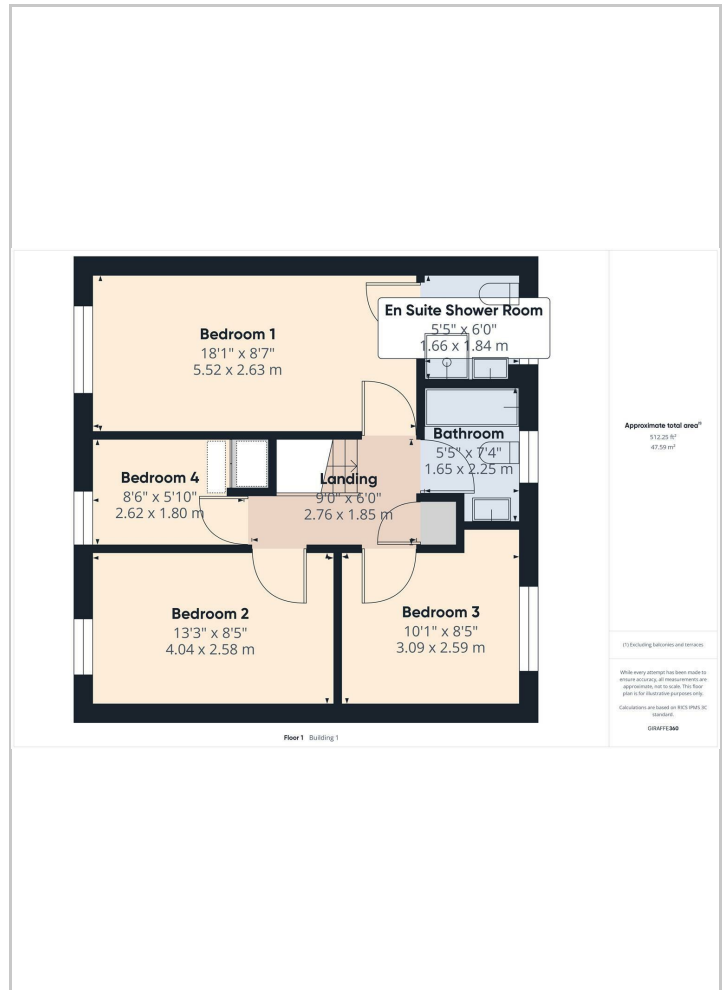 Bedroom 1
18'1" x 8'7"
5.52 x 2.63 m
En Suite Shower Room
5'5" x 6'0"
1.66 x 1.84 m
Bathroom
5'5" x 7'4"
1.65 x 2.25 m
Bedroom 4
8'6" x 5'10"
2.62 x 1.80 m
Landing
9'0" x 6'0"
2.76 x 1.85 m
Bedroom 2
13'3" x 8'5"
4.04 x 2.58 m
Bedroom 3
10'1" x 8'5"
3.09 x 2.59 m
Floor 1 Building 1
Approximate total area⁽¹⁾
512.25 ft²
47.59 m²
(1) Excluding balconies and terraces
While every attempt has been made to
ensure accuracy, all measurements are
approximate, not to scale. This floor
plan is for illustrative purposes only.
Calculations are based on RICS IPMS 3C
standard.
GIRAFFE360